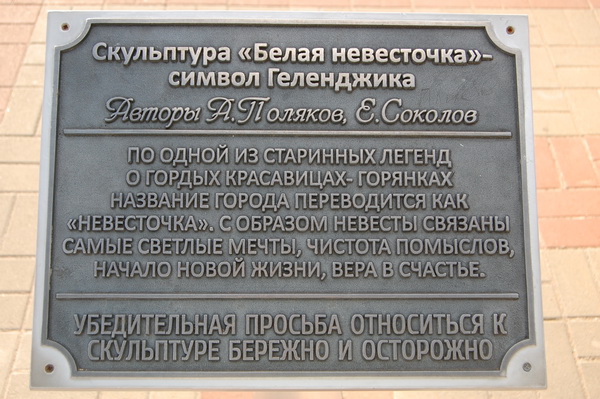 Скульптура «Белая невесточка»-
символ Геленджика
Авторы А.Поляков, Е.Соколов
ПО ОДНОЙ ИЗ СТАРИННЫХ ЛЕГЕНД
О ГОРДЫХ КРАСАВИЦАХ- ГОРЯНКАХ
НАЗВАНИЕ ГОРОДА ПЕРЕВОДИТСЯ КАК
«НЕВЕСТОЧКА». С ОБРАЗОМ НЕВЕСТЫ СВЯЗАНЫ
САМЫЕ СВЕТЛЫЕ МЕЧТЫ, ЧИСТОТА ПОМЫСЛОВ,
НАЧАЛО НОВОЙ ЖИЗНИ, ВЕРА В СЧАСТЬЕ.
УБЕДИТЕЛЬНАЯ ПРОСЬБА ОТНОСИТЬСЯ К
СКУЛЬПТУРЕ БЕРЕЖНО И ОСТОРОЖНО